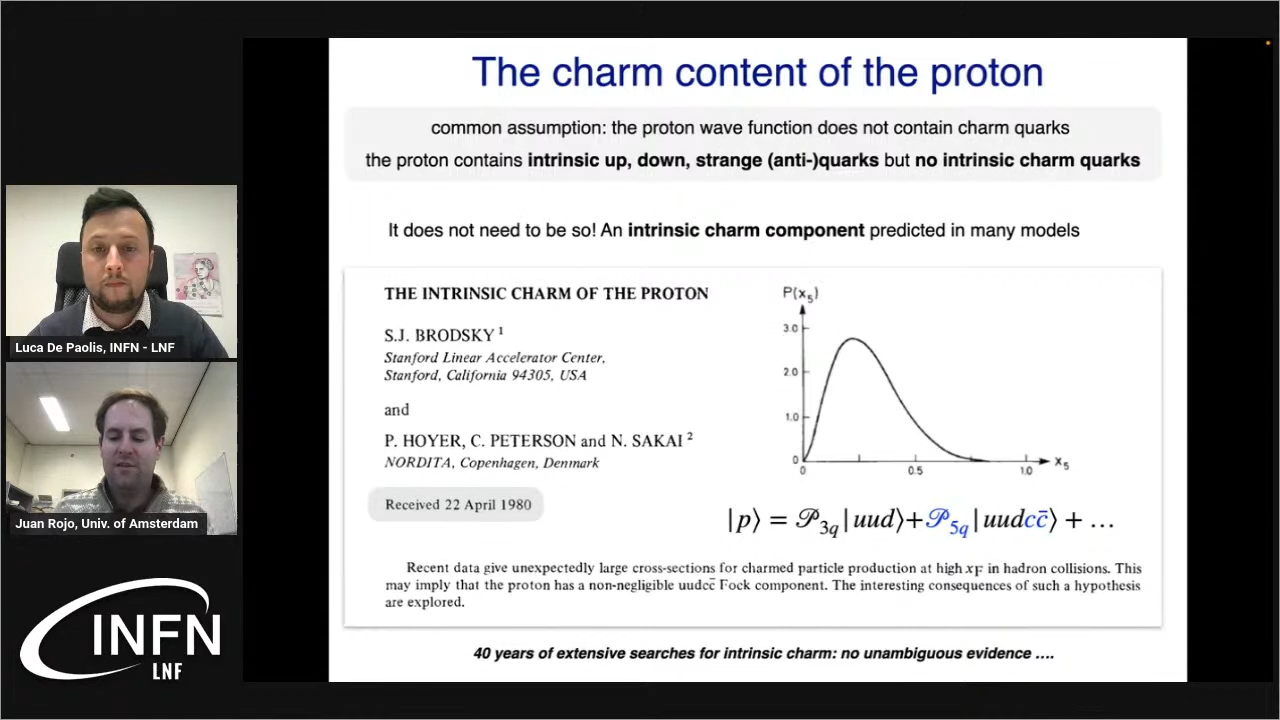 The charm content of the proton
common assumption: the proton wave function does not contain charm quarks
the proton contains intrinsic up, down, strange (anti-)quarks but no intrinsic charm quarks
It does not need to be so! An intrinsic charm component predicted in many models
THE INTRINSIC CHARM OF THE PROTON
S.J. BRODSKY ¹
Stanford Linear Accelerator Center,
Stanford, California 94305, USA
and
P. HOYER, C. PETERSON and N. SAKAI ²
NORDITA, Copenhagen, Denmark
Received 22 April 1980
P(x₅)
3.0
2.0
1.0
0
0 0.5 1.0 x₅
|p⟩ = 𝒫₃q|uud⟩+𝒫₅q|uudcc̄⟩ + …
Recent data give unexpectedly large cross-sections for charmed particle production at high xF in hadron collisions. This
may imply that the proton has a non-negligible uudcc̄ Fock component. The interesting consequences of such a hypothesis
are explored.
40 years of extensive searches for intrinsic charm: no unambiguous evidence ....
Luca De Paolis, INFN - LNF
Juan Rojo, Univ. of Amsterdam
INFN
LNF